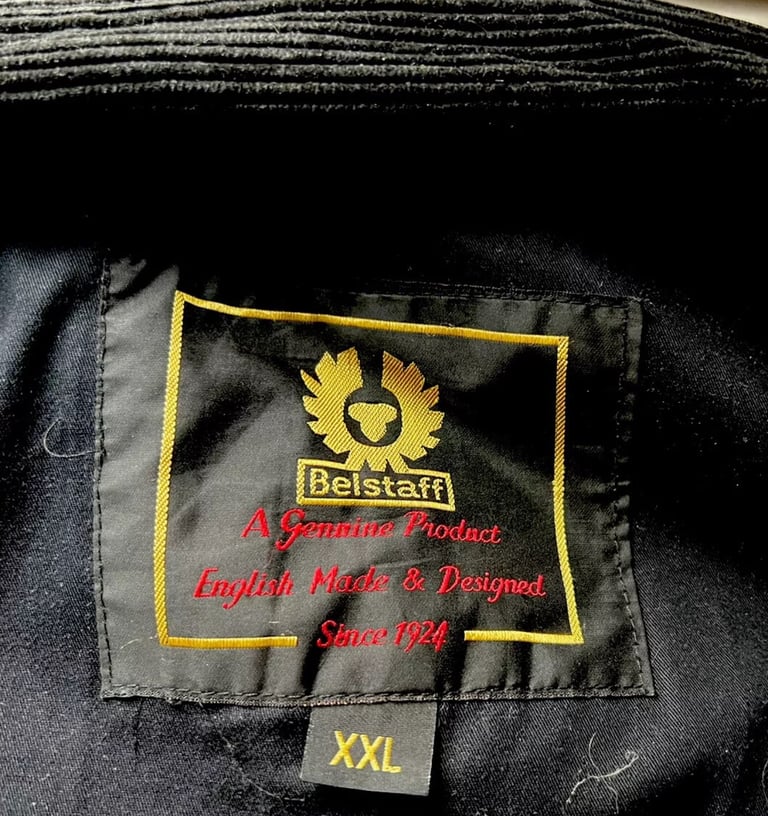 Belstaff
A Genuine Product
English Made & Designed
Since 1924
XXL